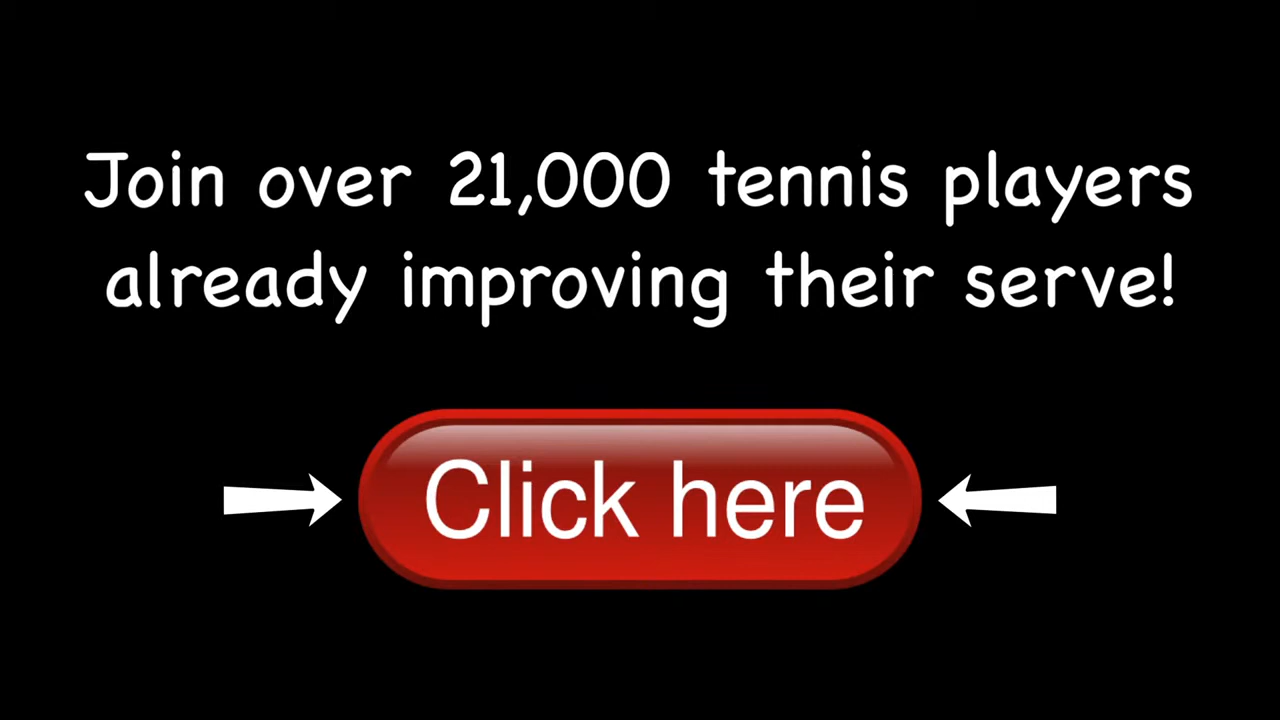 Join over 21,000 tennis players
already improving their serve!
Click here